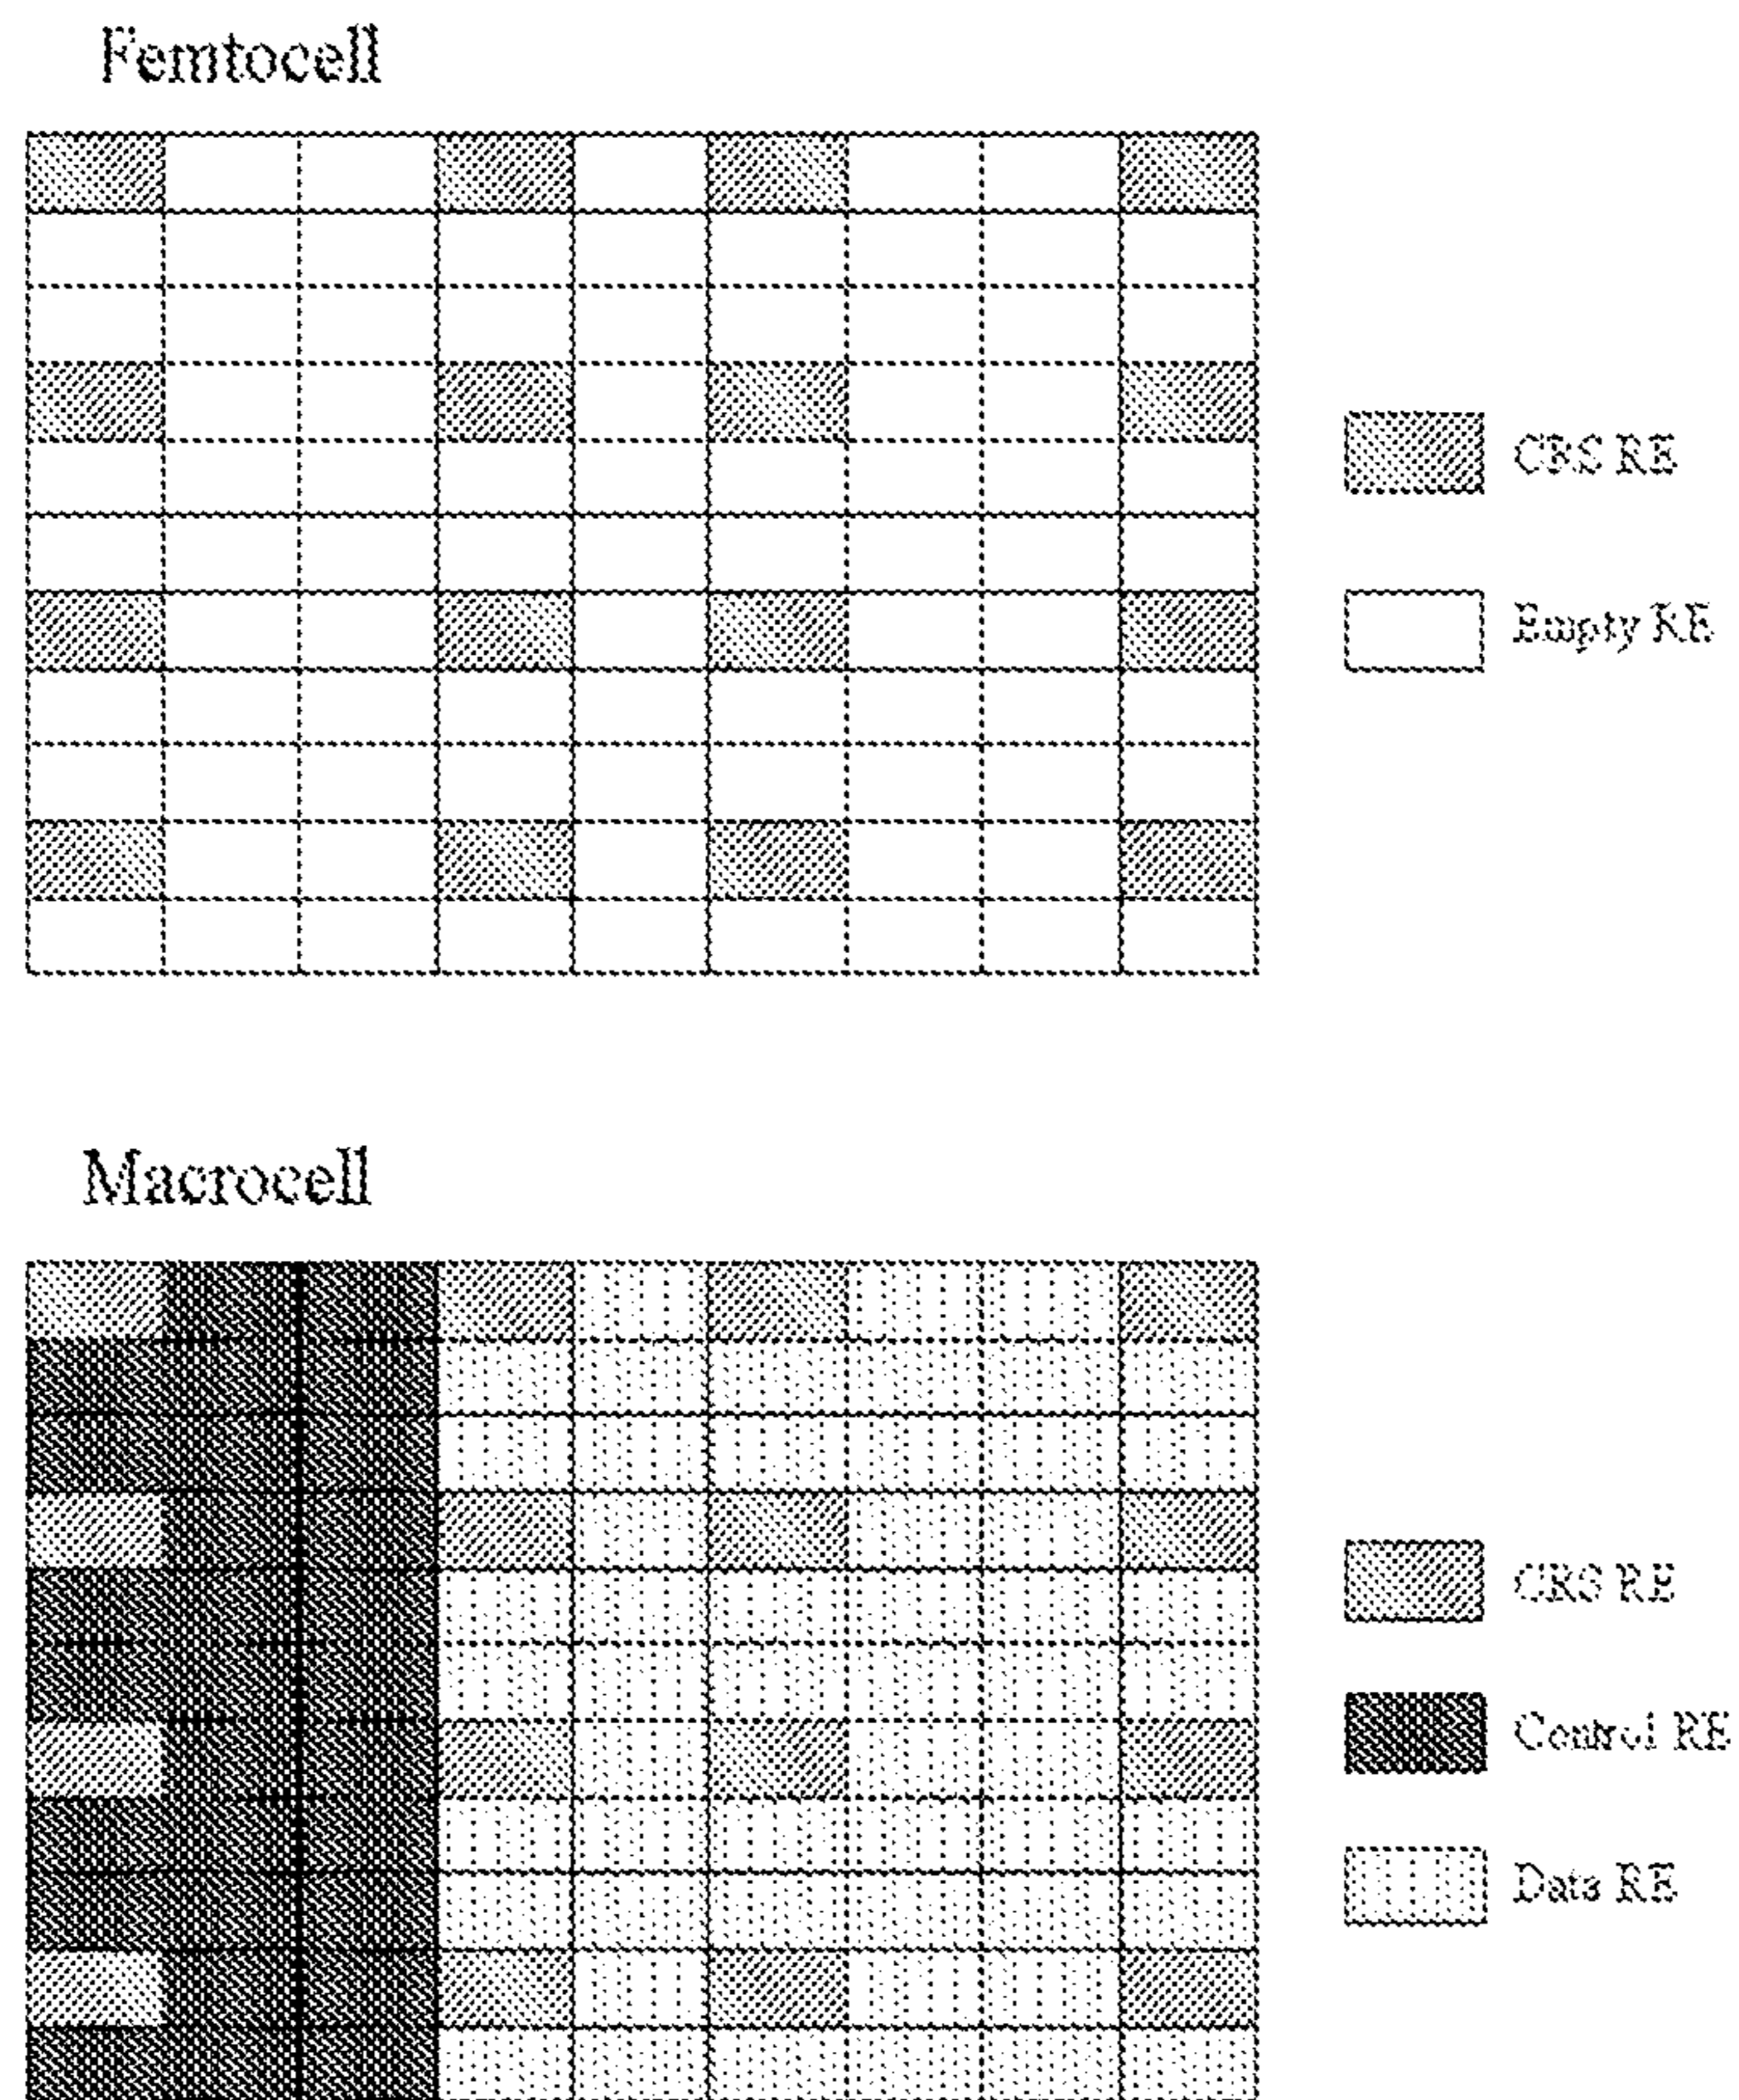 Femtocell
CRS RE
Empty RE
Macrocell
CRS RE
Control RE
Data RE